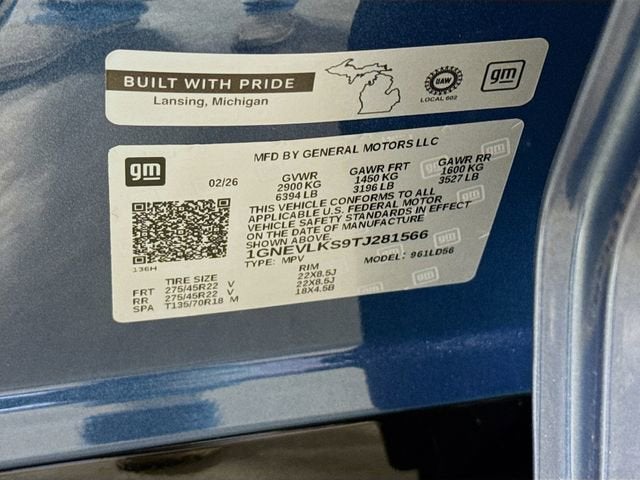 BUILT WITH PRIDE
Lansing, Michigan
UAW
LOCAL 602
gm
MFD BY GENERAL MOTORS LLC
gm
02/26
GVWR GAWR FRT GAWR RR
2900 KG 1450 KG 1600 KG
6394 LB 3196 LB 3527 LB
THIS VEHICLE CONFORMS TO ALL
APPLICABLE U.S. FEDERAL MOTOR
VEHICLE SAFETY STANDARDS IN EFFECT
ON THE DATE OF MANUFACTURE
SHOWN ABOVE.
1GNEVLKS9TJ281566
TYPE: MPV MODEL: 961LD56
136H
TIRE SIZE RIM
FRT 275/45R22 V 22X8.5J
RR 275/45R22 V 22X8.5J
SPA T135/70R18 M 18X4.5B